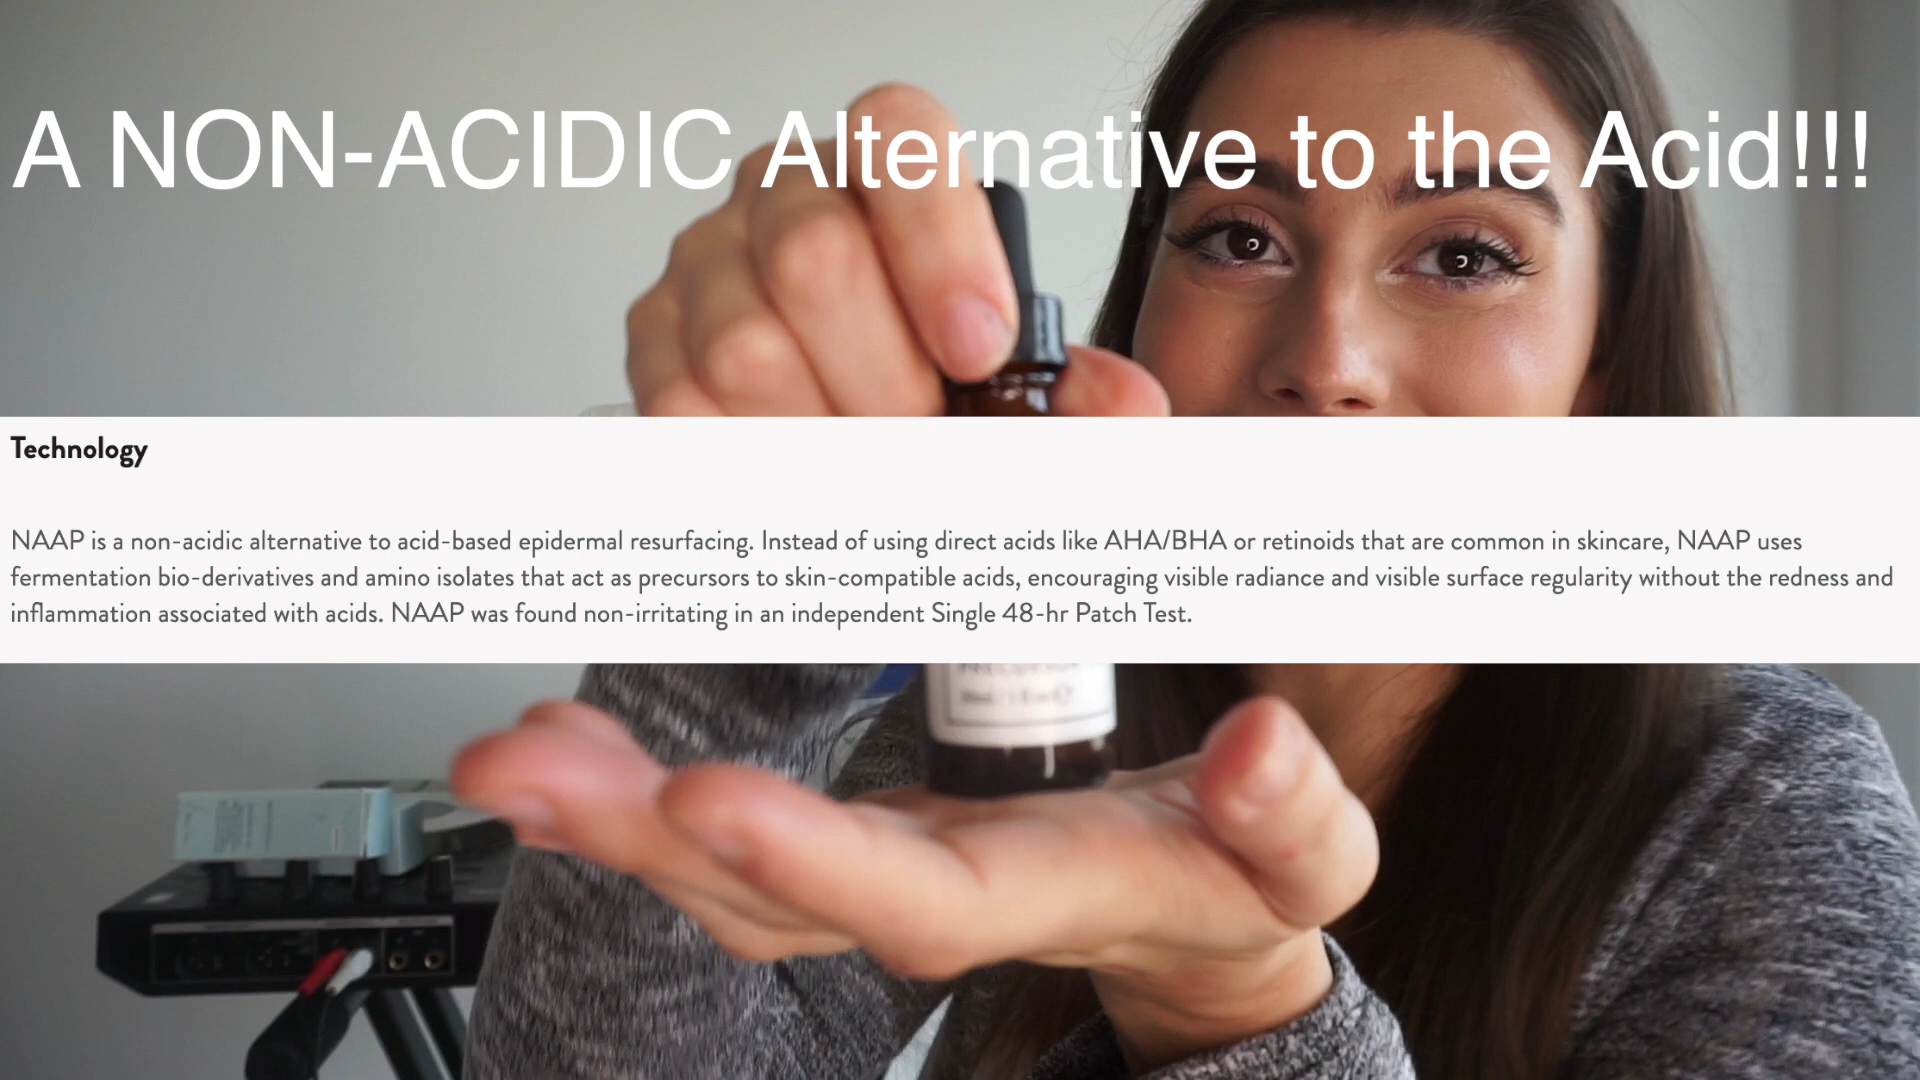 A NON-ACIDIC Alternative to the Acid!!!
Technology
NAAP is a non-acidic alternative to acid-based epidermal resurfacing. Instead of using direct acids like AHA/BHA or retinoids that are common in skincare, NAAP uses
fermentation bio-derivatives and amino isolates that act as precursors to skin-compatible acids, encouraging visible radiance and visible surface regularity without the redness and
inflammation associated with acids. NAAP was found non-irritating in an independent Single 48-hr Patch Test.